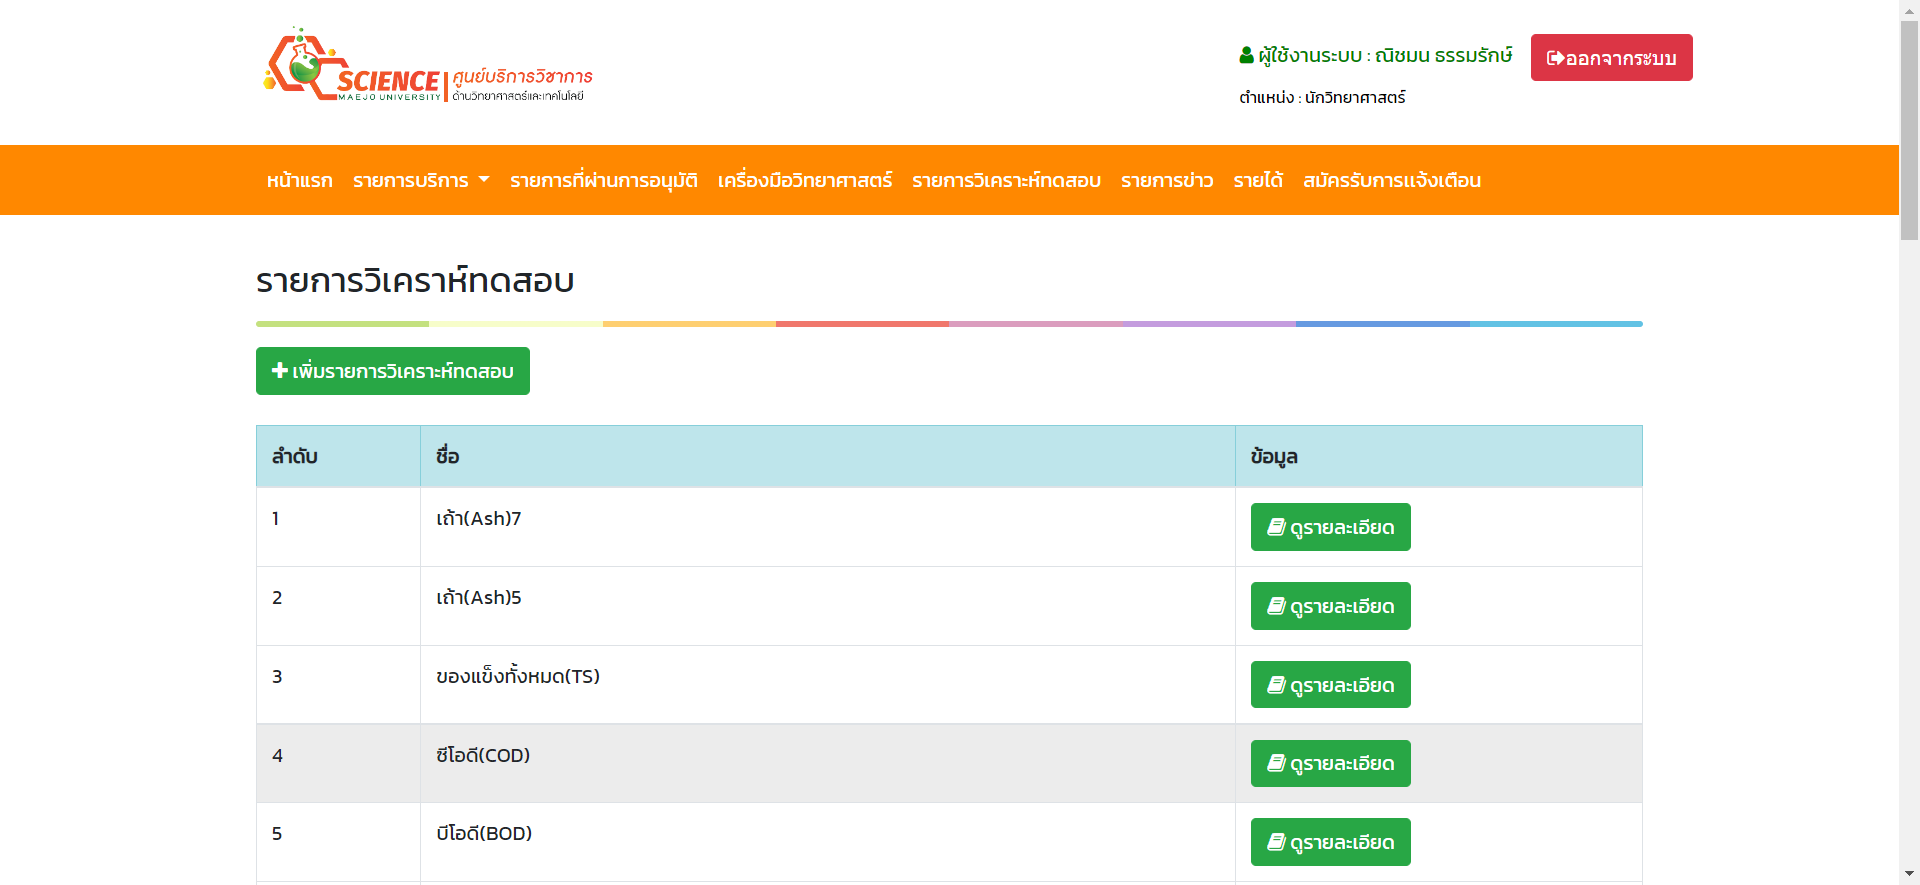 SCIENCE
MAEJO UNIVERSITY
ศูนย์บริการวิชาการ
ด้านวิทยาศาสตร์และเทคโนโลยี
ผู้ใช้งานระบบ : ณิชมน ธรรมรักษ์
ออกจากระบบ
ตำแหน่ง : นักวิทยาศาสตร์
หน้าแรก รายการบริการ รายการที่ผ่านการอนุมัติ เครื่องมือวิทยาศาสตร์ รายการวิเคราะห์ทดสอบ รายการข่าว รายได้ สมัครรับการแจ้งเตือน
รายการวิเคราห์ทดสอบ
เพิ่มรายการวิเคราะห์ทดสอบ
ลำดับ ชื่อ ข้อมูล
1 เถ้า(Ash)7 ดูรายละเอียด
2 เถ้า(Ash)5 ดูรายละเอียด
3 ของแข็งทั้งหมด(TS) ดูรายละเอียด
4 ซีโอดี(COD) ดูรายละเอียด
5 บีโอดี(BOD) ดูรายละเอียด